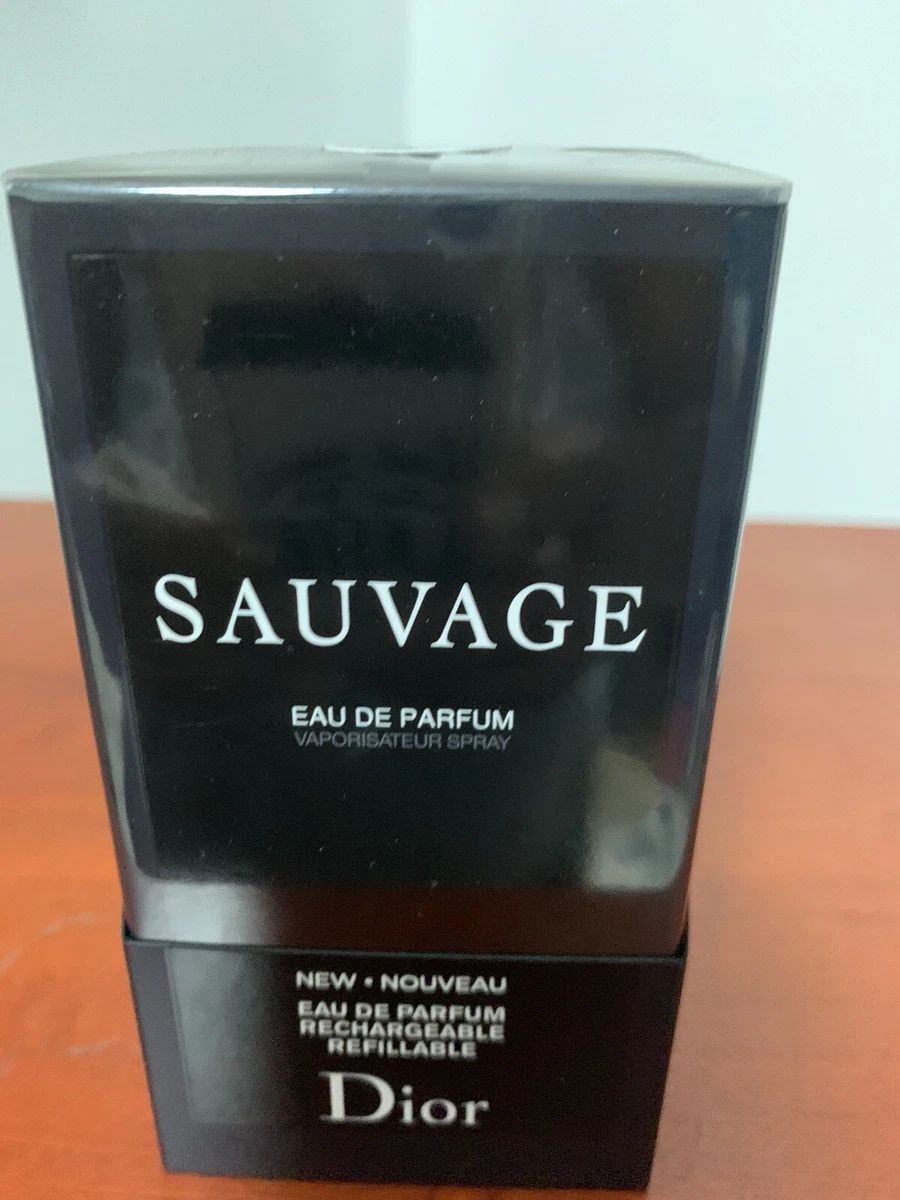 SAUVAGE
EAU DE PARFUM
VAPORISATEUR SPRAY
NEW • NOUVEAU
EAU DE PARFUM
RECHARGEABLE
REFILLABLE
Dior